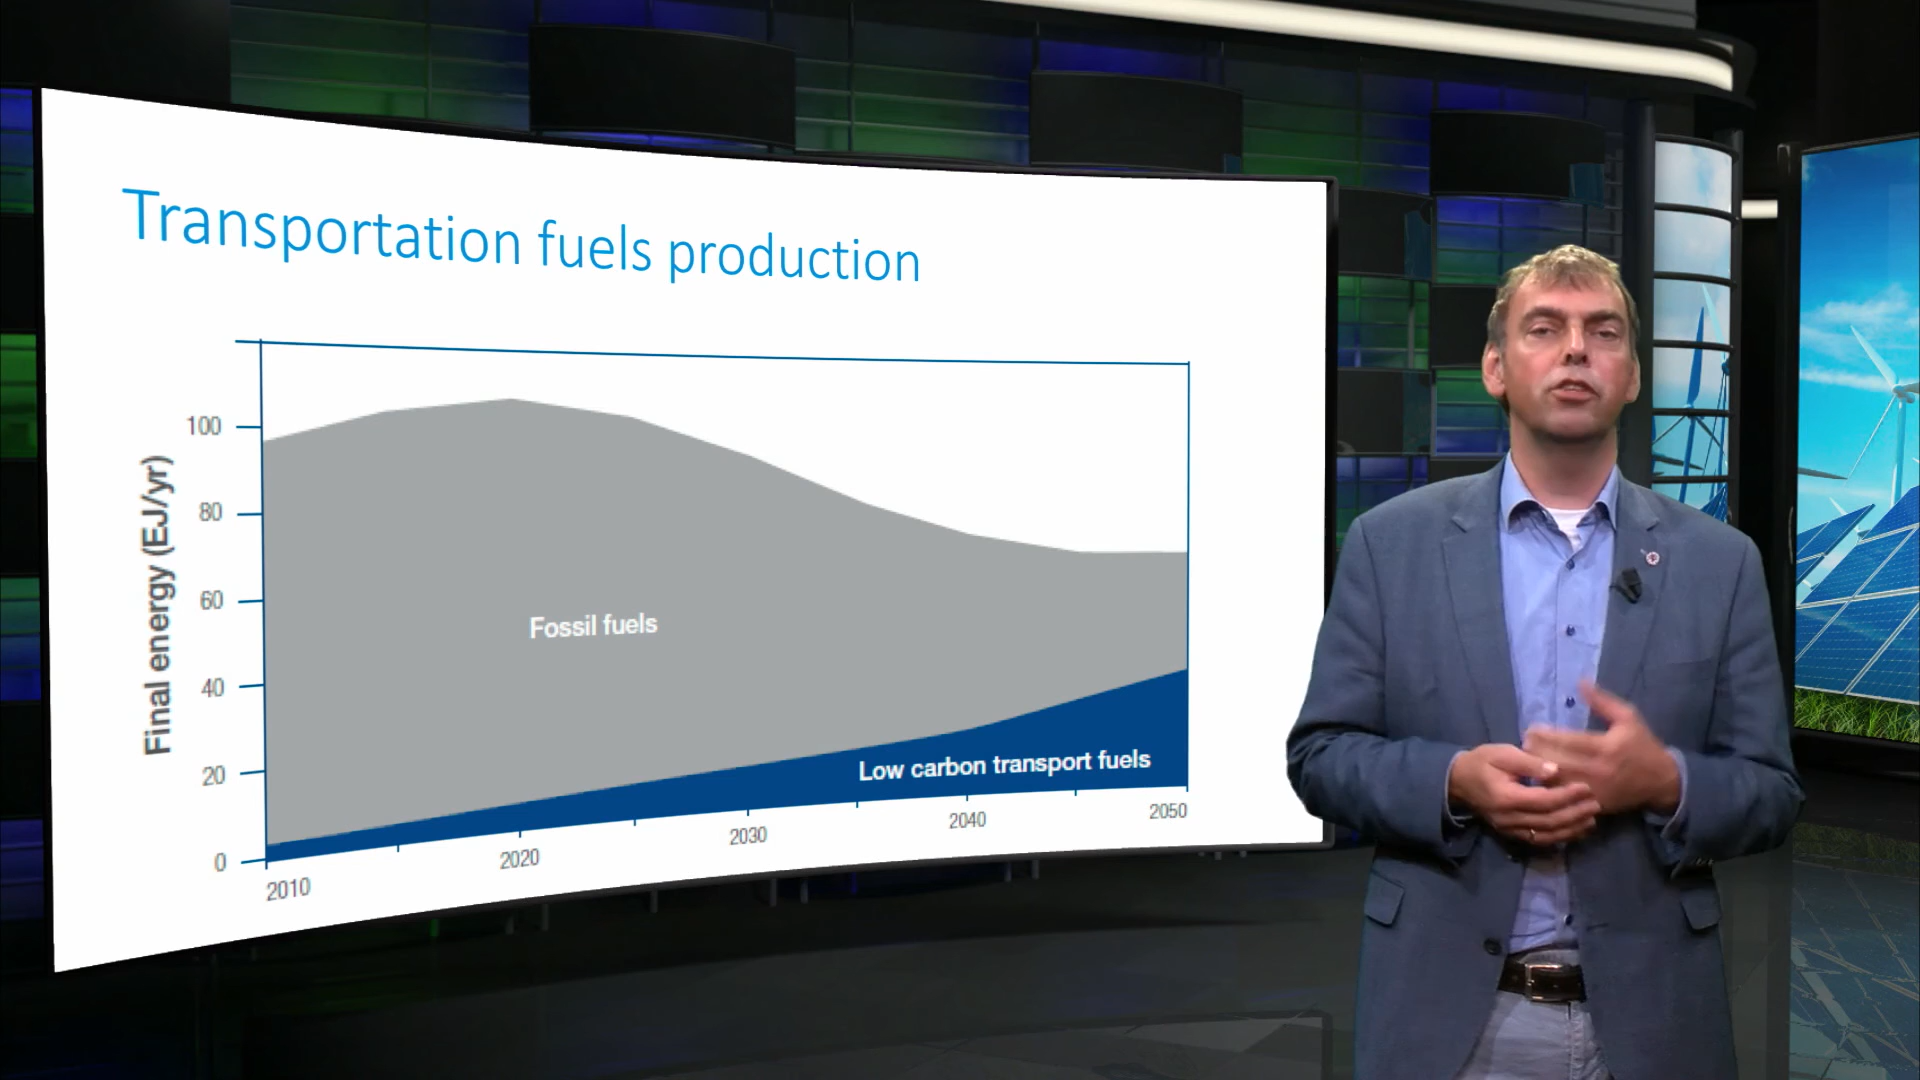 Transportation fuels production
Final energy (EJ/yr)
100
80
60
40
20
0
Fossil fuels
Low carbon transport fuels
2010
2020
2030
2040
2050